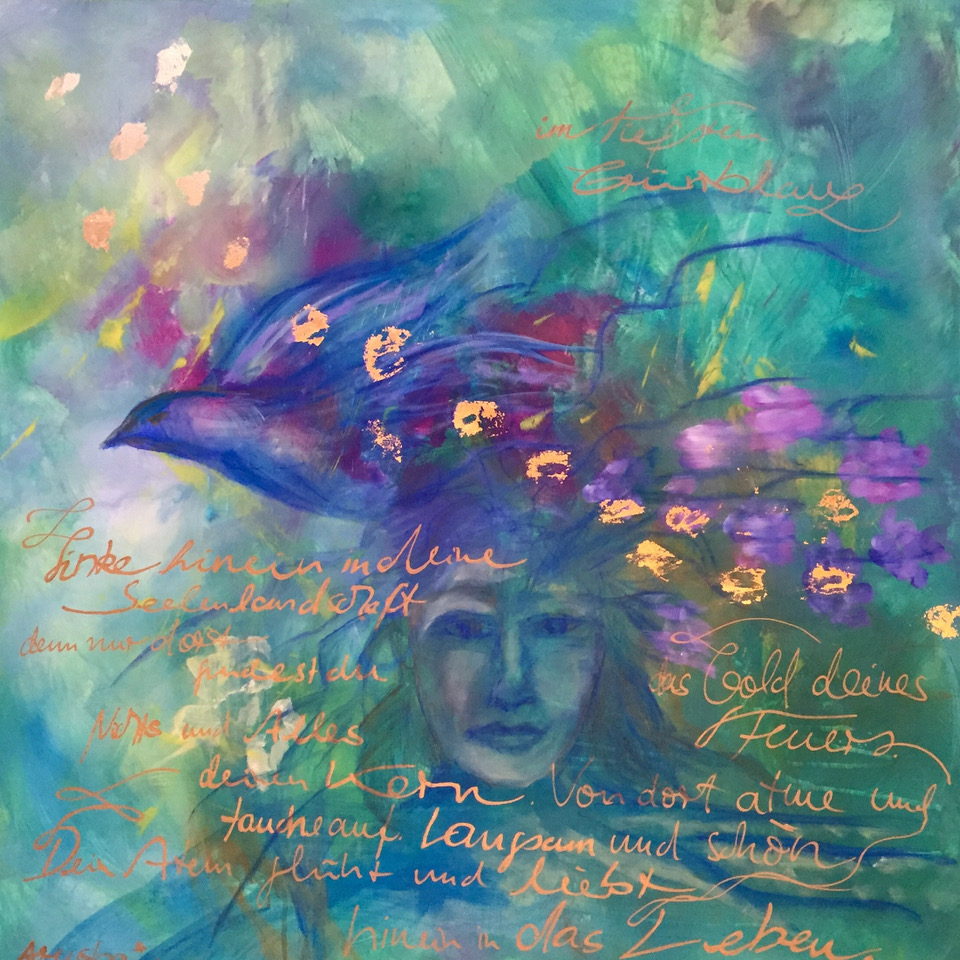 im tiefsten
Grünblau
Sinke hinein in deine
Seelenlandschaft
denn nur dort
findest du
das Gold deines
Feuers.
Nichts und Alles
deinen Kern. Von dort atme und
tauche auf. Langsam und schön
Dein Atem glüht und liebt
hinein in das Leben.